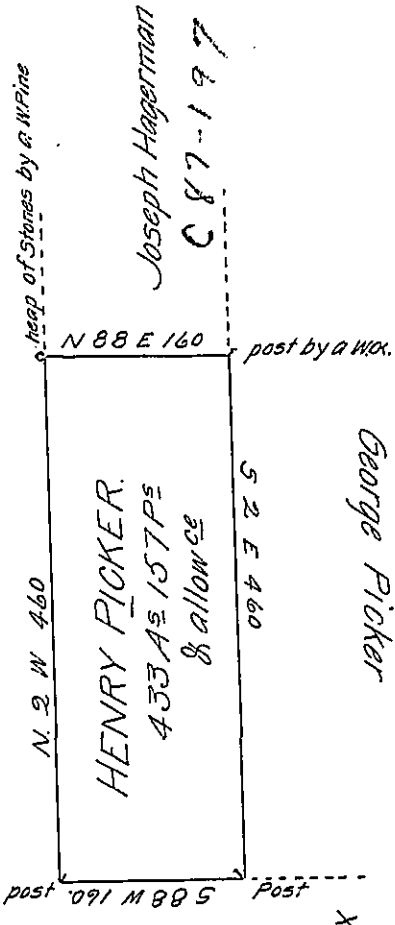 heap of Stones by a W.Pine
Joseph Hagerman
C 87-197
N 88 E 160
post by a W.O.
George Picker
N. 2 W 460
HENRY PICKER.
433 As 157 Ps
& allowce
S 2 E 460
post
S 88 W 160.
Post
X